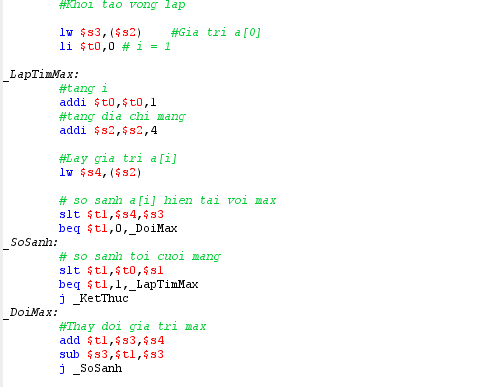 #Khoi tao vong lap
lw $s3,($s2) #Gia tri a[0]
li $t0,0 # i = 1
_LapTimMax:
#tang i
addi $t0,$t0,1
#tang dia chi mang
addi $s2,$s2,4
#Lay gia tri a[i]
lw $s4,($s2)
# so sanh a[i] hien tai voi max
slt $t1,$s4,$s3
beq $t1,0,_DoiMax
_SoSanh:
# so sanh toi cuoi mang
slt $t1,$t0,$s1
beq $t1,1,_LapTimMax
j _KetThuc
_DoiMax:
#Thay doi gia tri max
add $t1,$s3,$s4
sub $s3,$t1,$s3
j _SoSanh